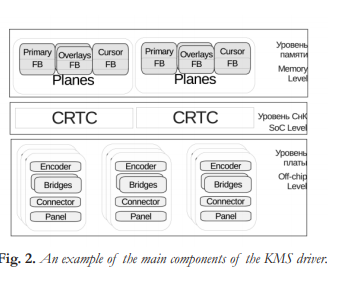 Primary
FB
Overlays
FB
Cursor
FB
Planes
Primary
FB
Overlays
FB
Cursor
FB
Planes
Уровень
памяти
Memory
Level
CRTC
CRTC
Уровень СнК
SoC Level
Encoder
Bridges
Connector
Panel
Encoder
Bridges
Connector
Panel
Encoder
Bridges
Connector
Panel
Уровень
платы
Off-chip
Level
Fig. 2. An example of the main components of the KMS driver.